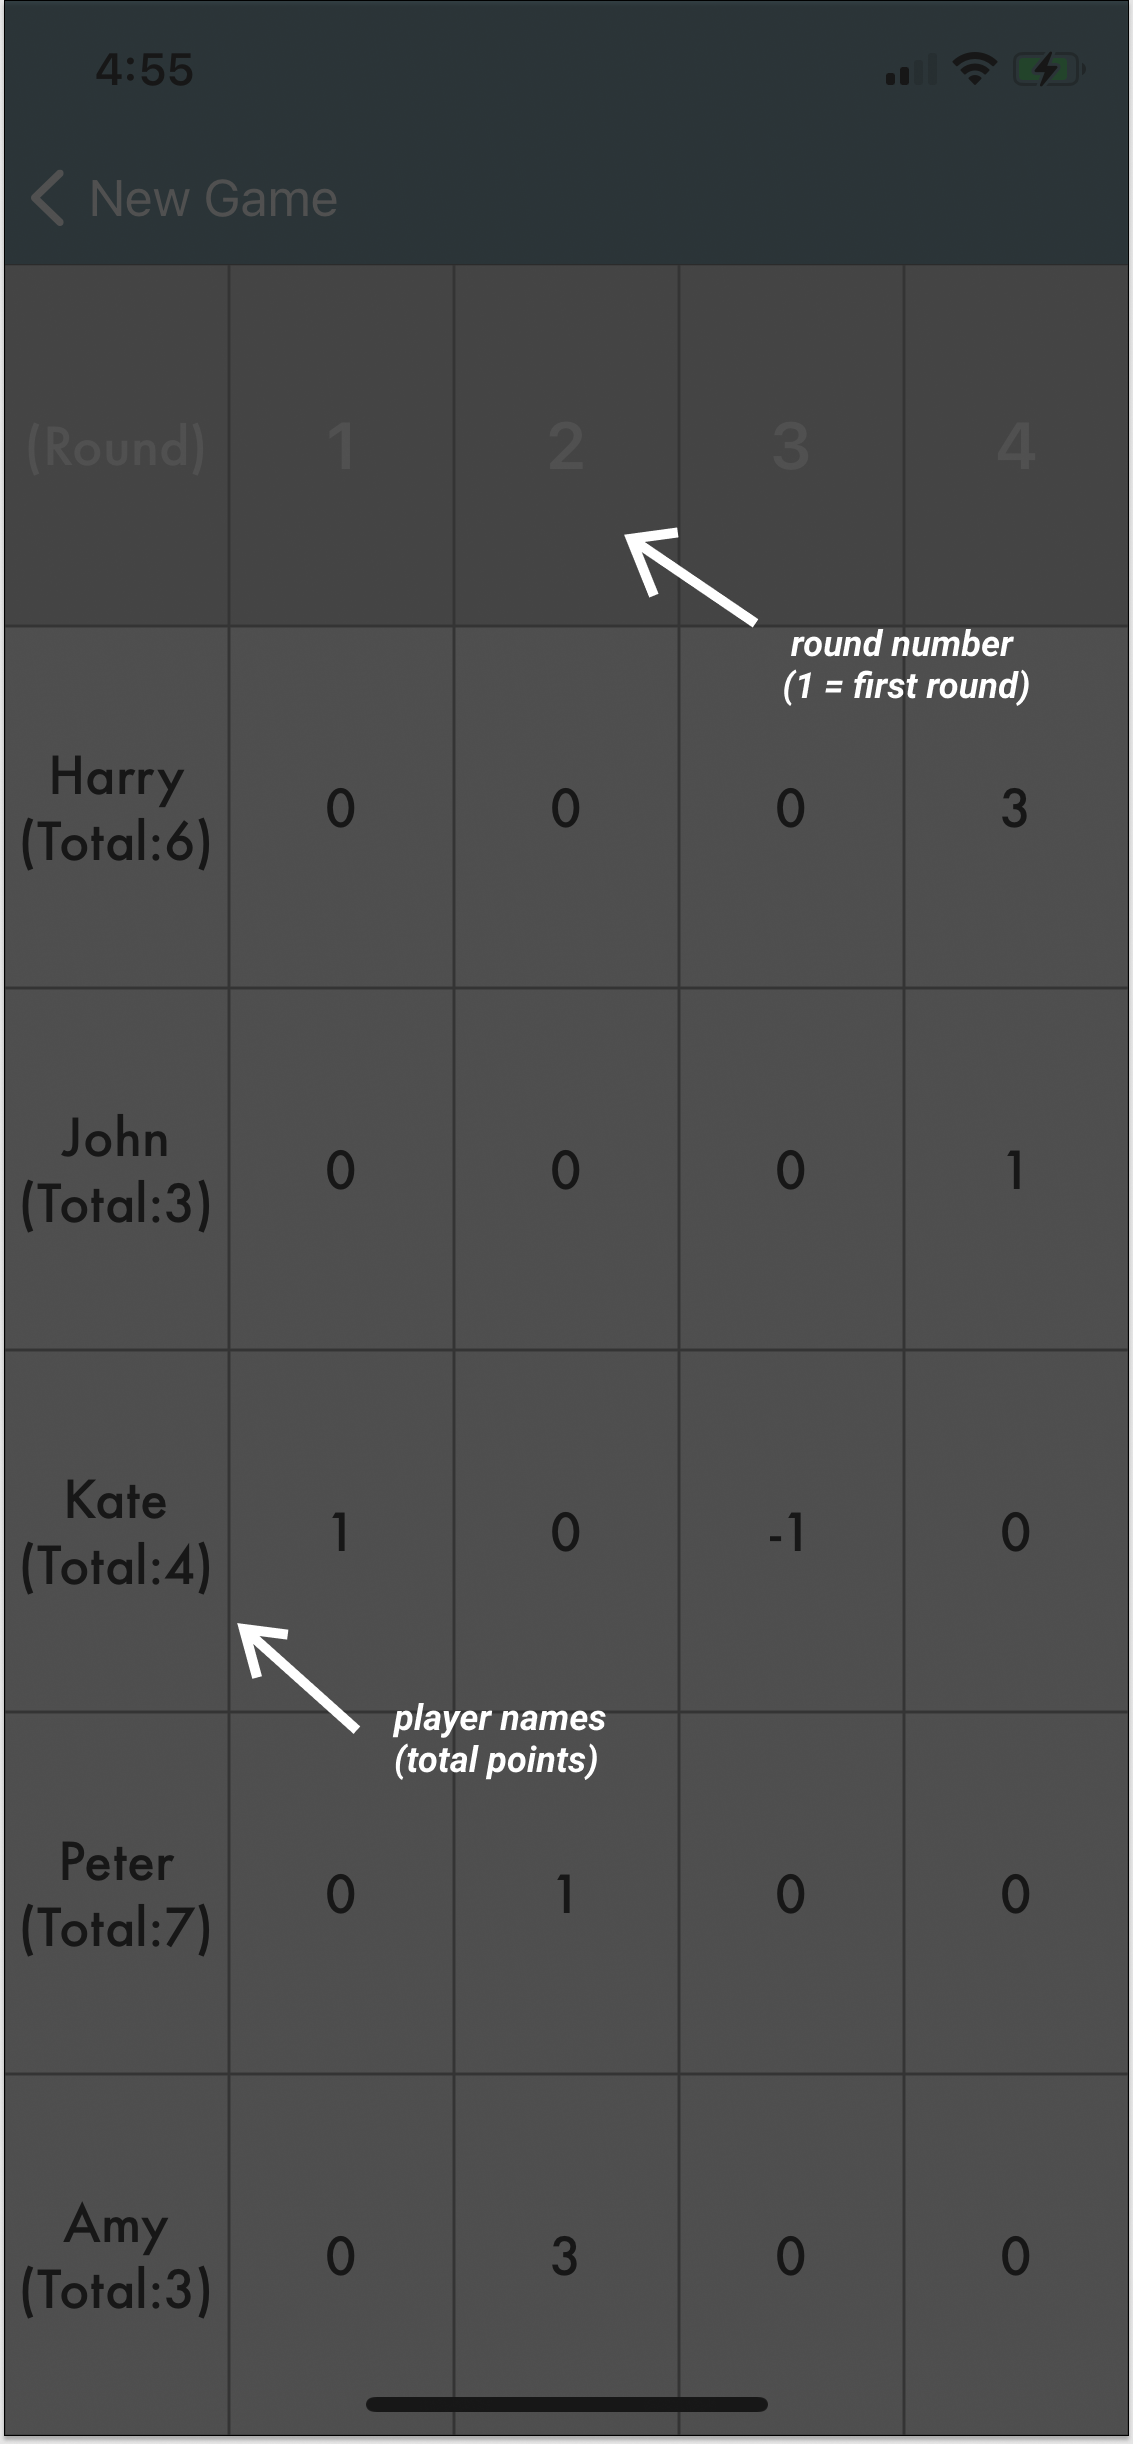 4:55
New Game
(Round) 1 2 3 4
round number
(1 = first round)
Harry
(Total:6) 0 0 0 3
John
(Total:3) 0 0 0 1
Kate
(Total:4) 1 0 -1 0
player names
(total points)
Peter
(Total:7) 0 1 0 0
Amy
(Total:3) 0 3 0 0